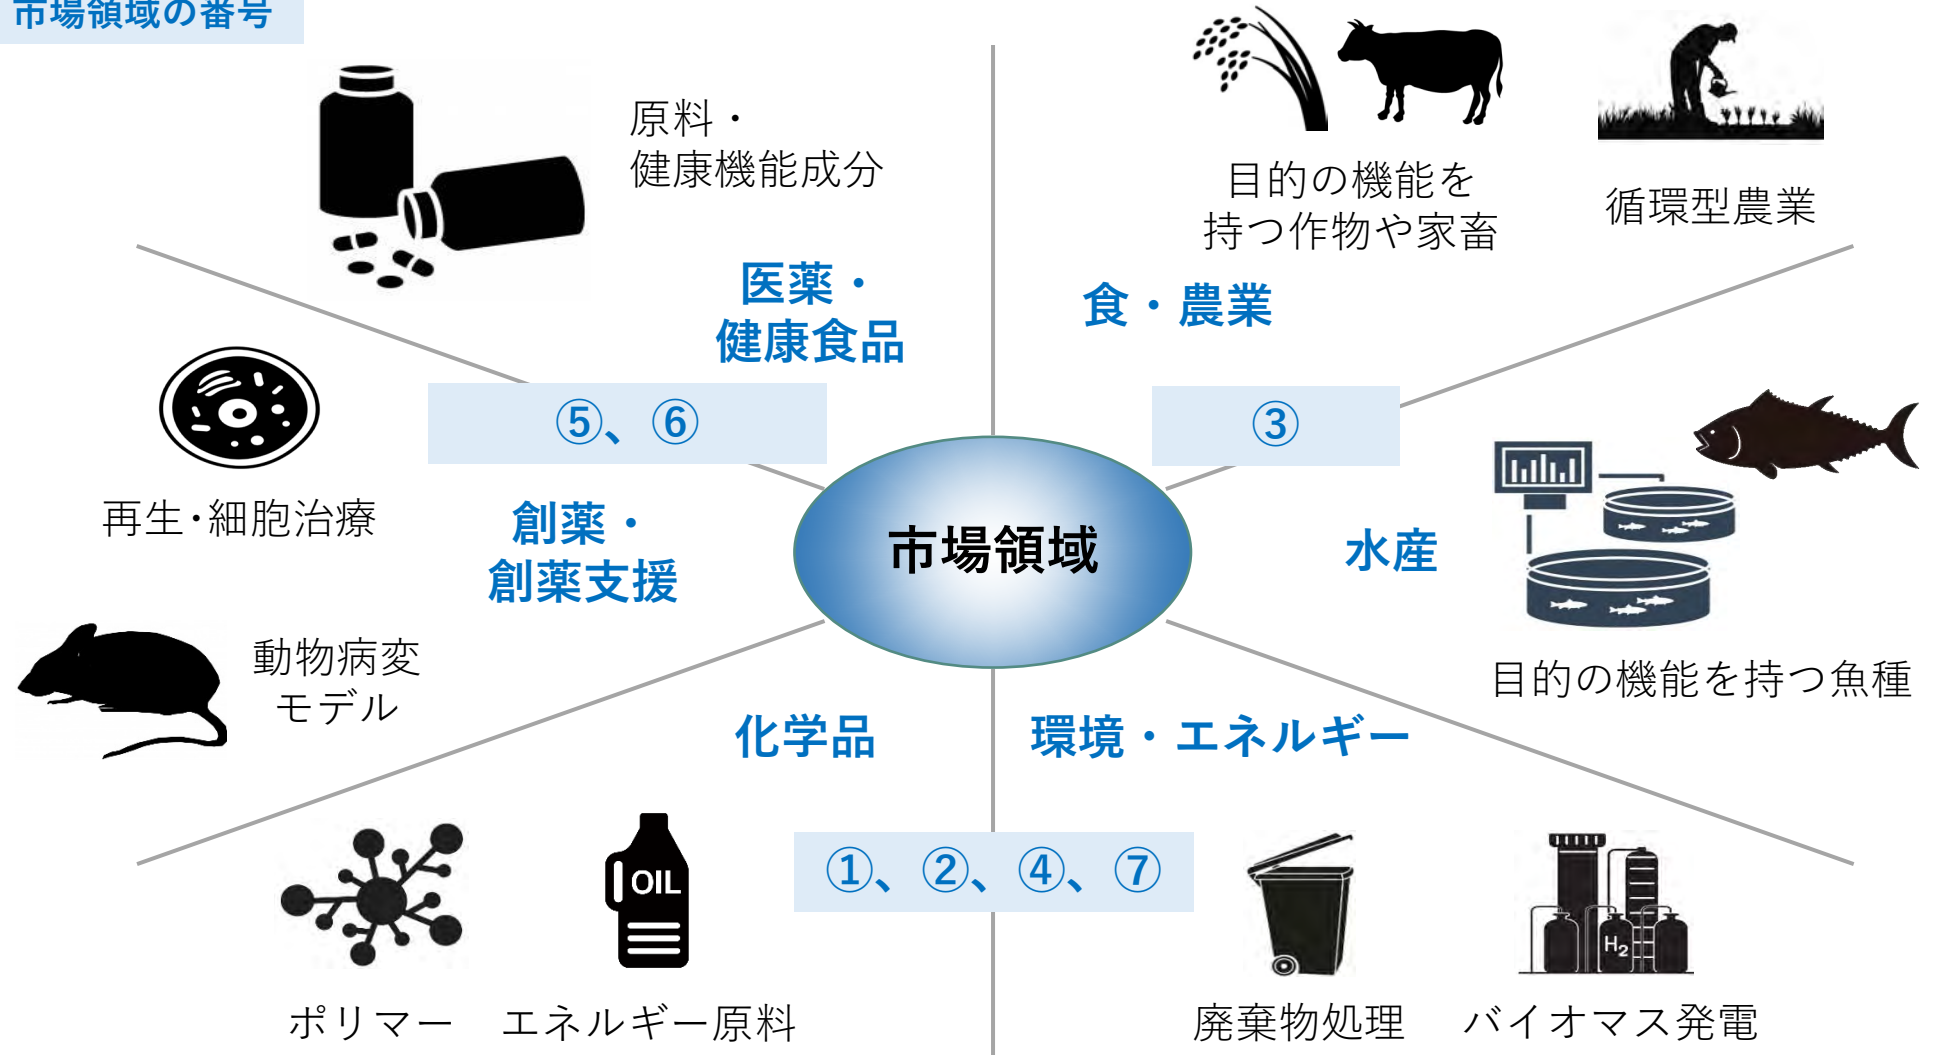 市場領域の番号
原料・
健康機能成分
医薬・
健康食品
目的の機能を
持つ作物や家畜
循環型農業
食・農業
⑤、⑥
③
再生・細胞治療
創薬・
創薬支援
動物病変
モデル
市場領域
水産
目的の機能を持つ魚種
化学品
環境・エネルギー
①、②、④、⑦
OIL
H2
ポリマー
エネルギー原料
廃棄物処理
バイオマス発電